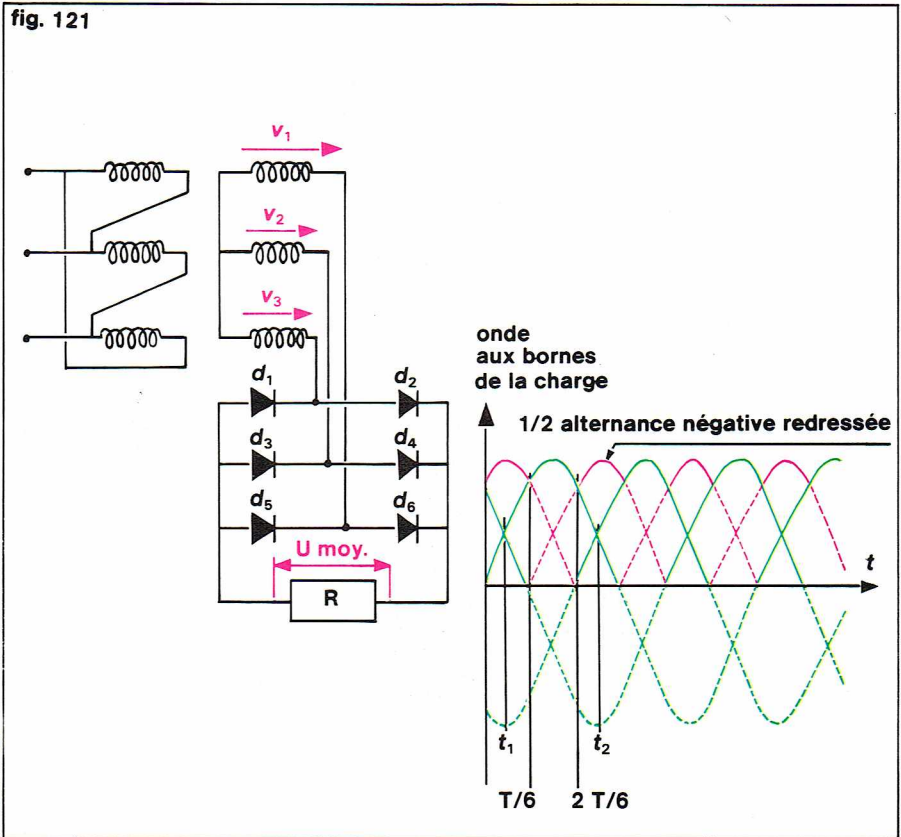 fig. 121
v₁
v₂
v₃
d₁
d₂
d₃
d₄
d₅
d₆
U moy.
R
onde
aux bornes
de la charge
1/2 alternance négative redressée
t
t₁
t₂
T/6
2 T/6